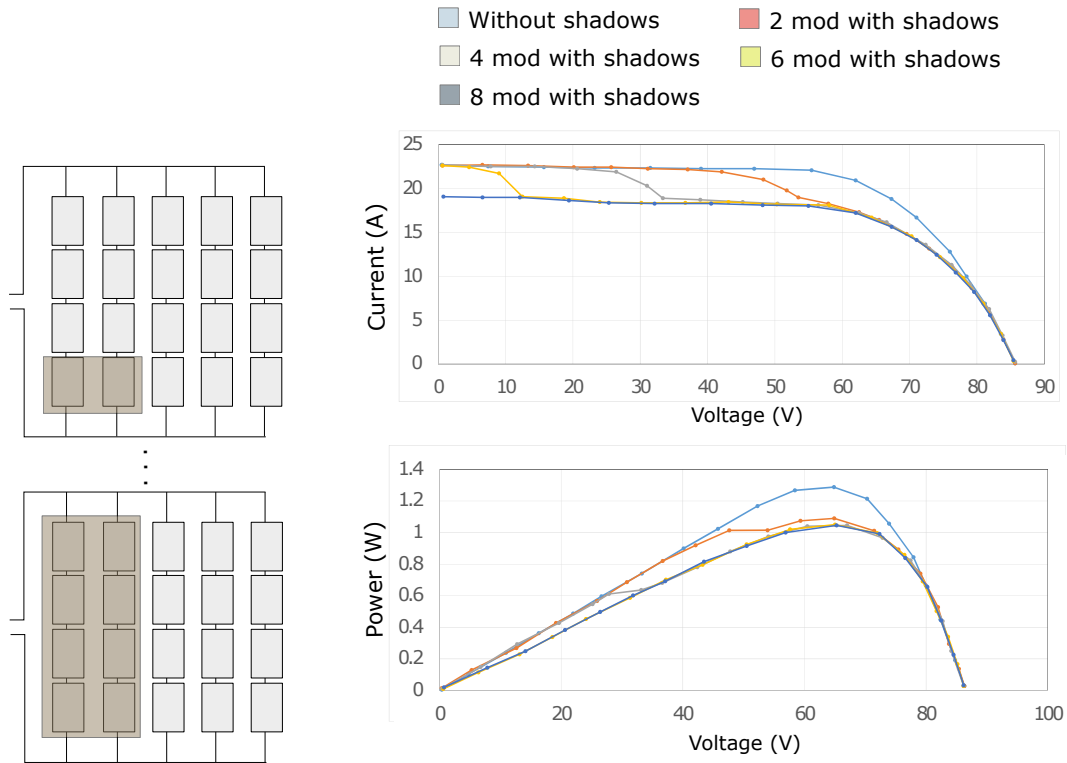 Without shadows
2 mod with shadows
4 mod with shadows
6 mod with shadows
8 mod with shadows
25
20
15
10
5
0
Current (A)
0 10 20 30 40 50 60 70 80 90
Voltage (V)
1.4
1.2
1
0.8
0.6
0.4
0.2
0
Power (W)
0 20 40 60 80 100
Voltage (V)